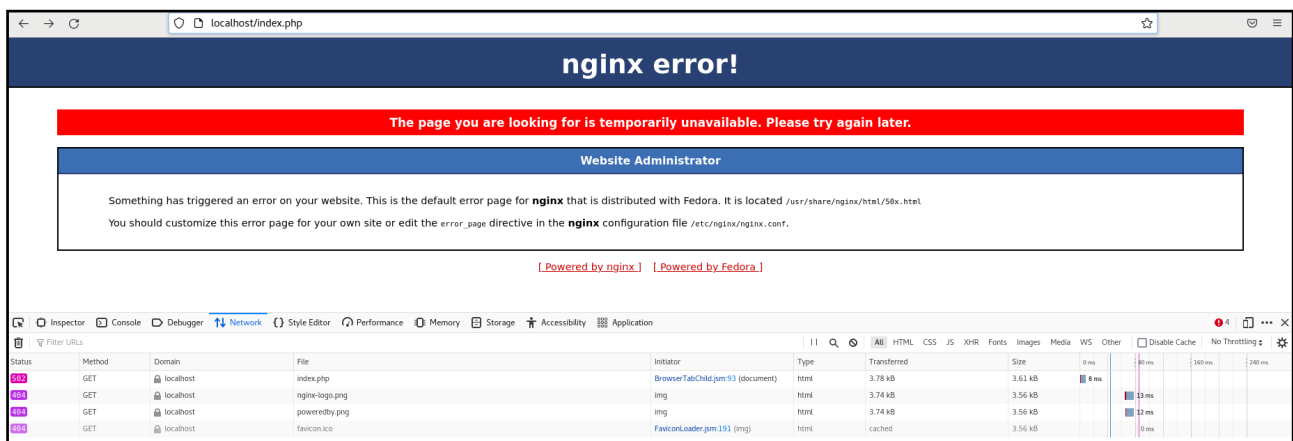 localhost/index.php
nginx error!
The page you are looking for is temporarily unavailable. Please try again later.
Website Administrator
Something has triggered an error on your website. This is the default error page for nginx that is distributed with Fedora. It is located /usr/share/nginx/html/50x.html
You should customize this error page for your own site or edit the error_page directive in the nginx configuration file /etc/nginx/nginx.conf.
[ Powered by nginx ] [ Powered by Fedora ]
Inspector Console Debugger Network Style Editor Performance Memory Storage Accessibility Application 4
Filter URLs All HTML CSS JS XHR Fonts Images Media WS Other Disable Cache No Throttling
Status Method Domain File Initiator Type Transferred Size 0 ms 80 ms 160 ms 240 ms
502 GET localhost index.php BrowserTabChild.jsm:93 (document) html 3.78 kB 3.61 kB 8 ms
404 GET localhost nginx-logo.png img html 3.74 kB 3.56 kB 13 ms
404 GET localhost poweredby.png img html 3.74 kB 3.56 kB 12 ms
404 GET localhost favicon.ico FaviconLoader.jsm:191 (img) html cached 3.56 kB 0 ms